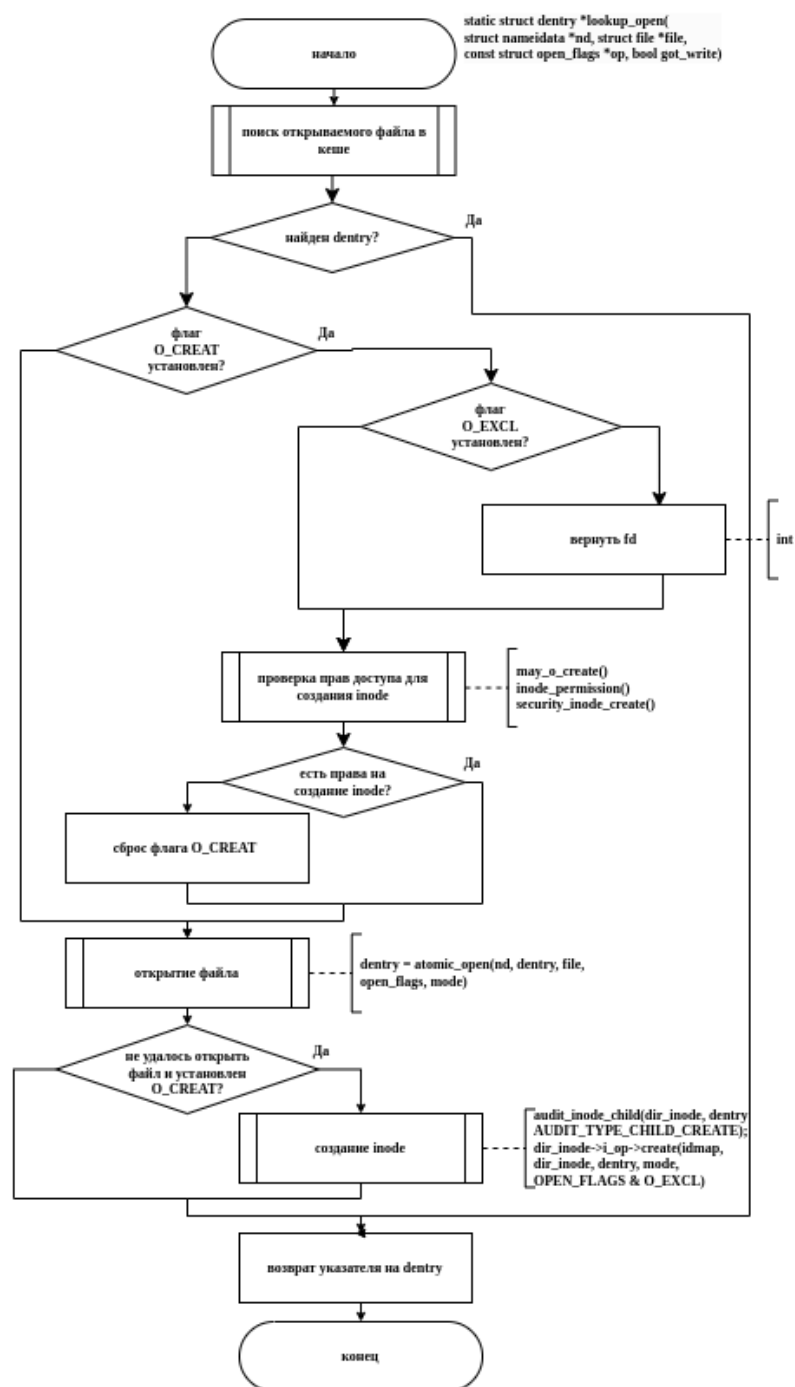 static struct dentry *lookup_open(
struct nameidata *nd, struct file *file,
const struct open_flags *op, bool got_write)
начало
поиск открываемого файла в
кеше
Да
найден dentry?
флаг
O_CREAT
установлен?
Да
флаг
O_EXCL
установлен?
вернуть fd
int
проверка прав доступа для
создания inode
may_o_create()
inode_permission()
security_inode_create()
есть права на
создание inode?
Да
сброс флага O_CREAT
открытие файла
dentry = atomic_open(nd, dentry, file,
open_flags, mode)
не удалось открыть
файл и установлен
O_CREAT?
Да
создание inode
audit_inode_child(dir_inode, dentry
AUDIT_TYPE_CHILD_CREATE);
dir_inode->i_op->create(idmap,
dir_inode, dentry, mode,
OPEN_FLAGS & O_EXCL)
возврат указателя на dentry
конец